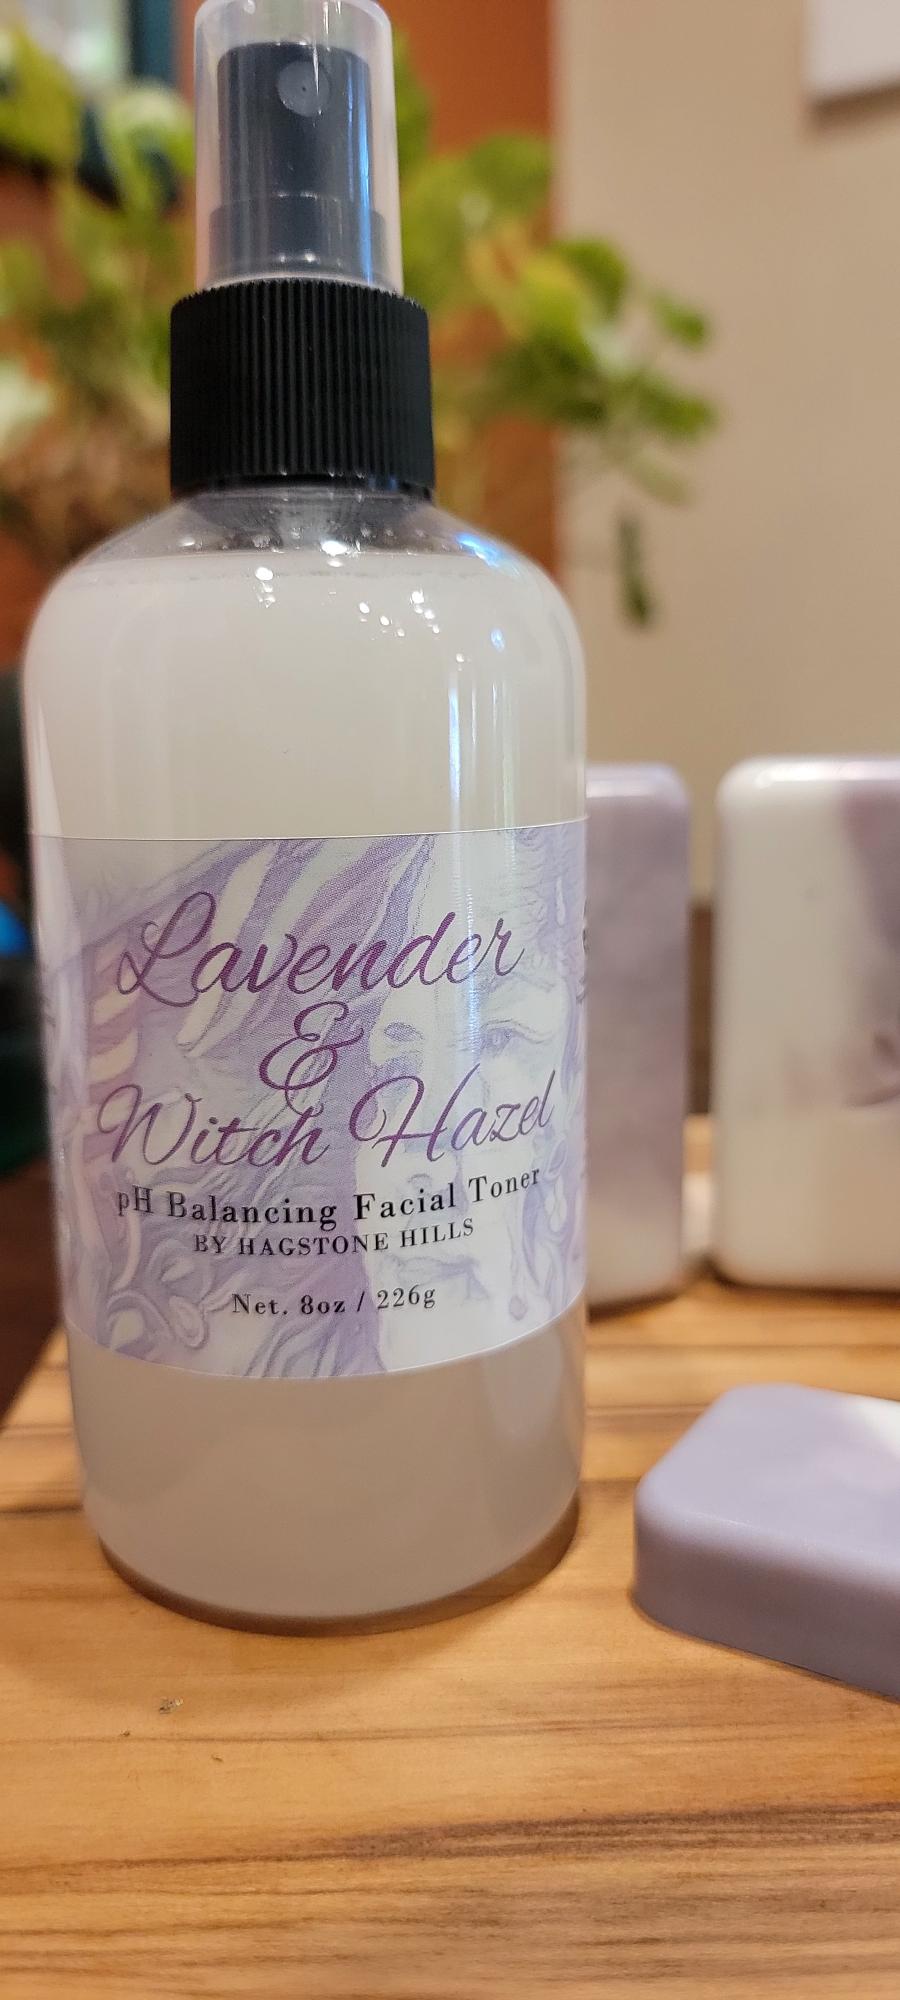 Lavender
&
Witch Hazel
pH Balancing Facial Toner
BY HAGSTONE HILLS
Net. 8oz / 226g